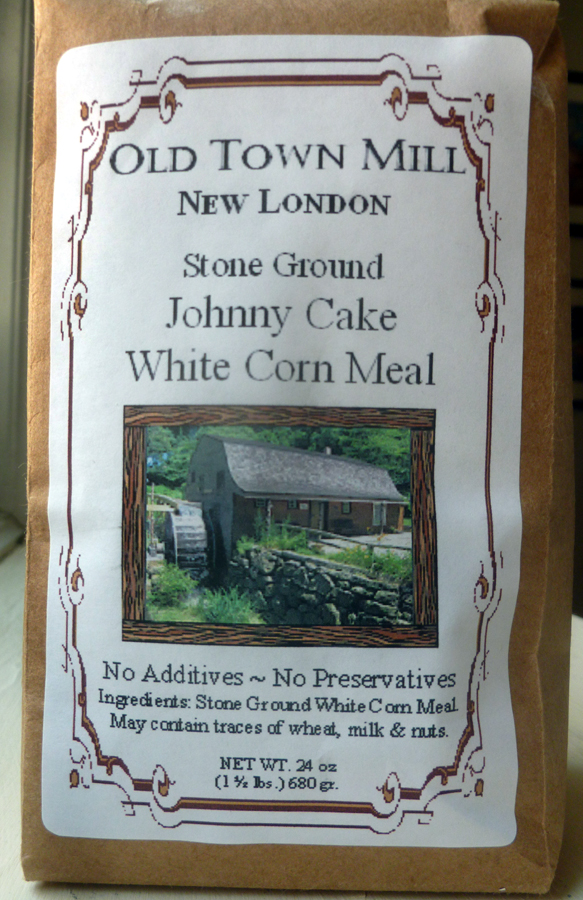 OLD TOWN MILL
NEW LONDON
Stone Ground
Johnny Cake
White Corn Meal
No Additives ~ No Preservatives
Ingredients: Stone Ground White Corn Meal.
May contain traces of wheat, milk & nuts.
NET WT. 24 oz
(1 ½ lbs.) 680 gr.